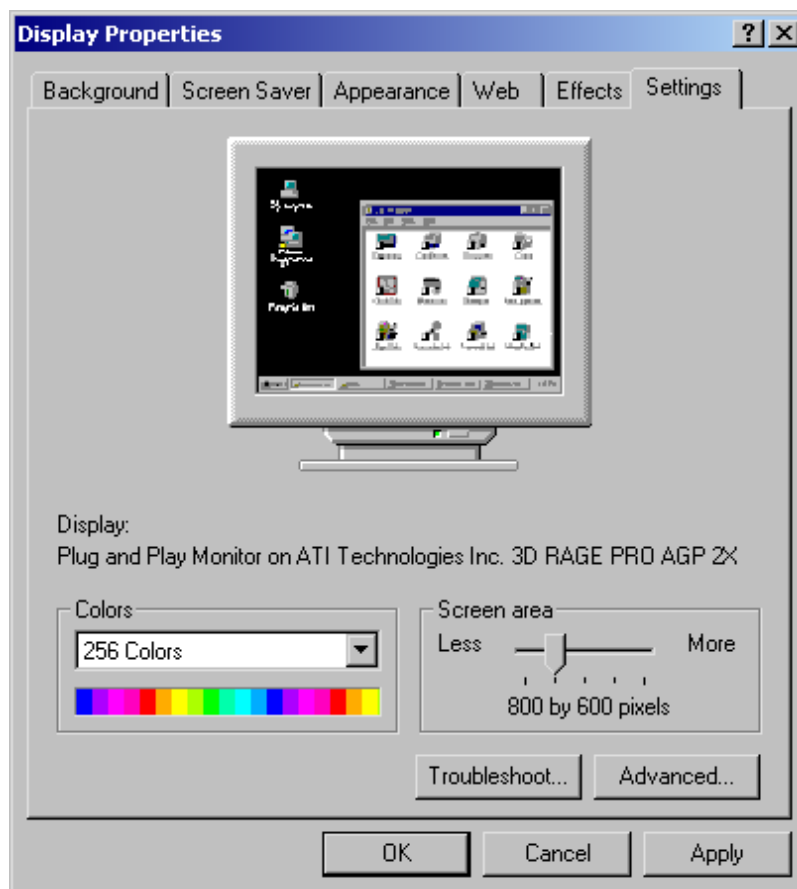 Display Properties
Background Screen Saver Appearance Web Effects Settings
Display:
Plug and Play Monitor on ATI Technologies Inc. 3D RAGE PRO AGP 2X
Colors
256 Colors
Screen area
Less More
800 by 600 pixels
Troubleshoot... Advanced...
OK Cancel Apply